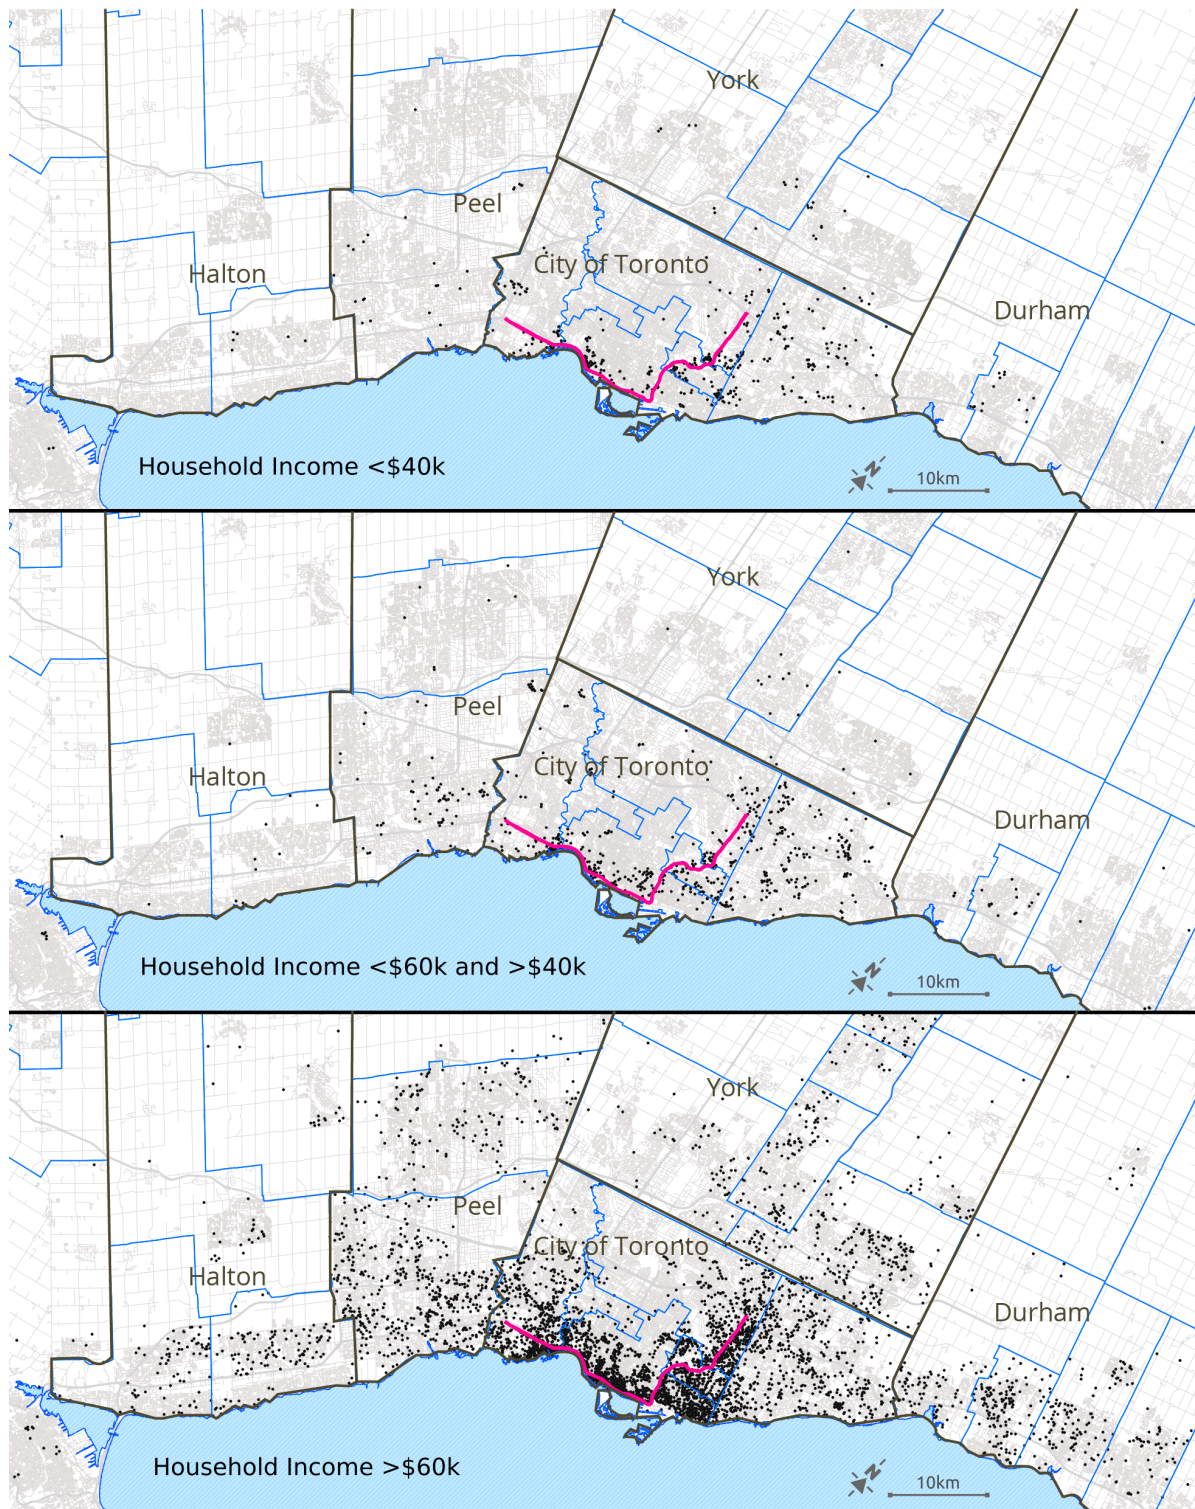 York
Peel
City of Toronto
Halton
Durham
Household Income <$40k
N
10km
York
Peel
City of Toronto
Halton
Durham
Household Income <$60k and >$40k
N
10km
York
Peel
City of Toronto
Halton
Durham
Household Income >$60k
N
10km